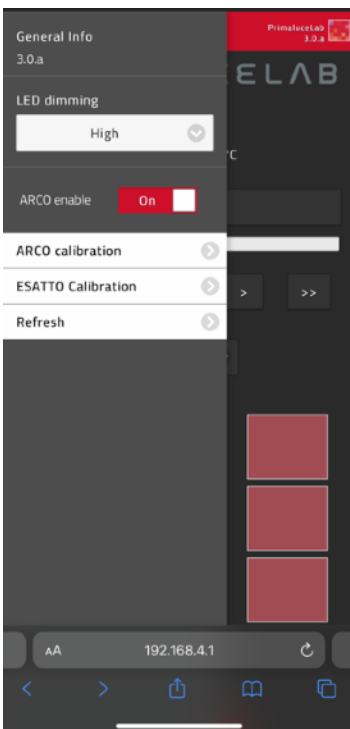 General Info
3.0.a
LED dimming
High
ARCO enable
On
ARCO calibration
ESATTO Calibration
Refresh
PrimaluceLab
3.0.a
ELAB
°C
>
>>
AA
192.168.4.1